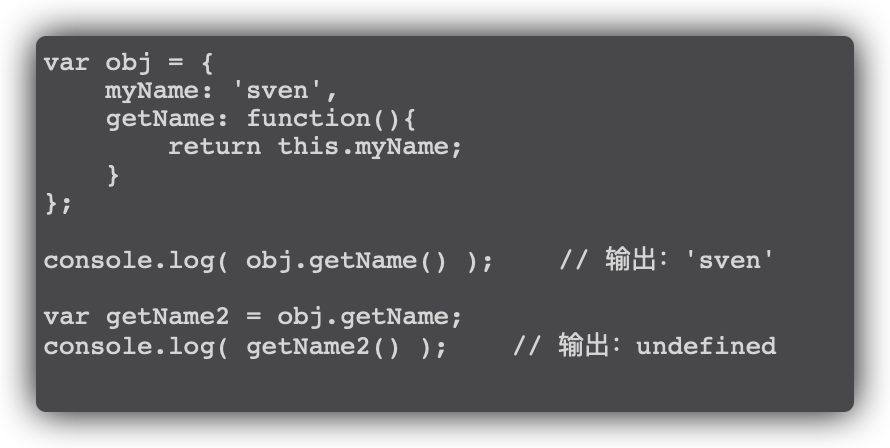 var obj = {
    myName: 'sven',
    getName: function(){
        return this.myName;
    }
};

console.log( obj.getName() );    // 输出：'sven'

var getName2 = obj.getName;
console.log( getName2() );    // 输出：undefined